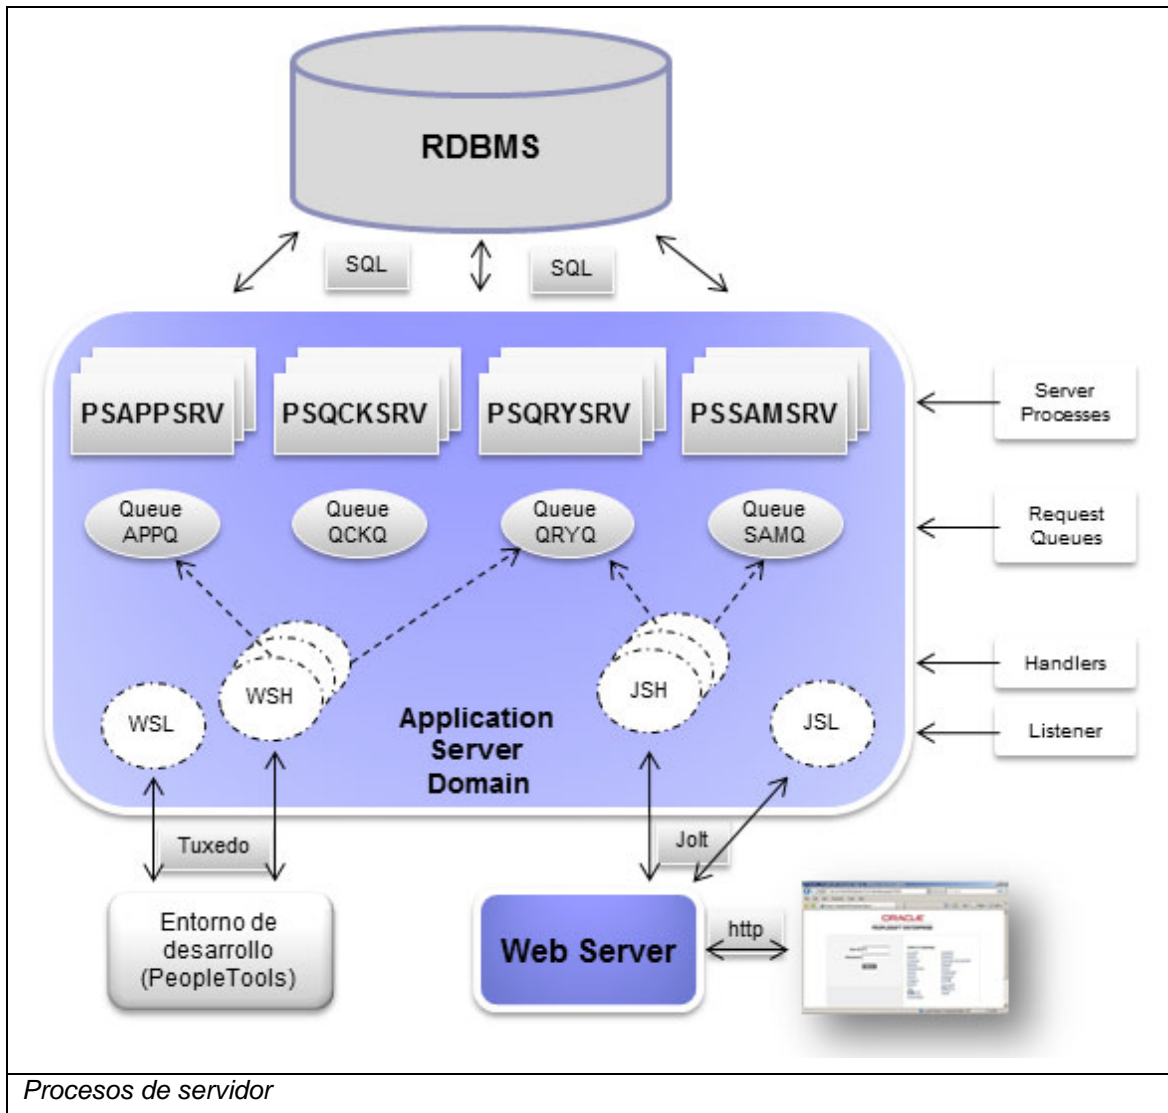 RDBMS
SQL
SQL
PSAPPSRV
PSQCKSRV
PSQRYSRV
PSSAMSRV
Server
Processes
Queue
APPQ
Queue
QCKQ
Queue
QRYQ
Queue
SAMQ
Request
Queues
WSL
WSH
JSH
JSL
Handlers
Listener
Application
Server
Domain
Tuxedo
Jolt
Entorno de
desarrollo
(PeopleTools)
Web Server
http
ORACLE
Procesos de servidor